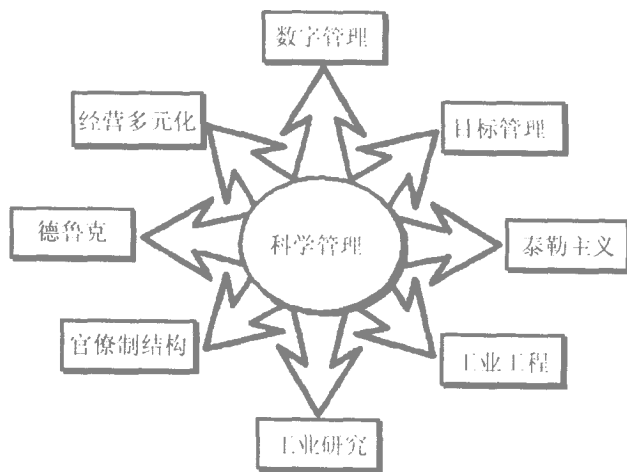 数字管理
经营多元化
目标管理
德鲁克
科学管理
泰勒主义
官僚制结构
工业工程
工业研究